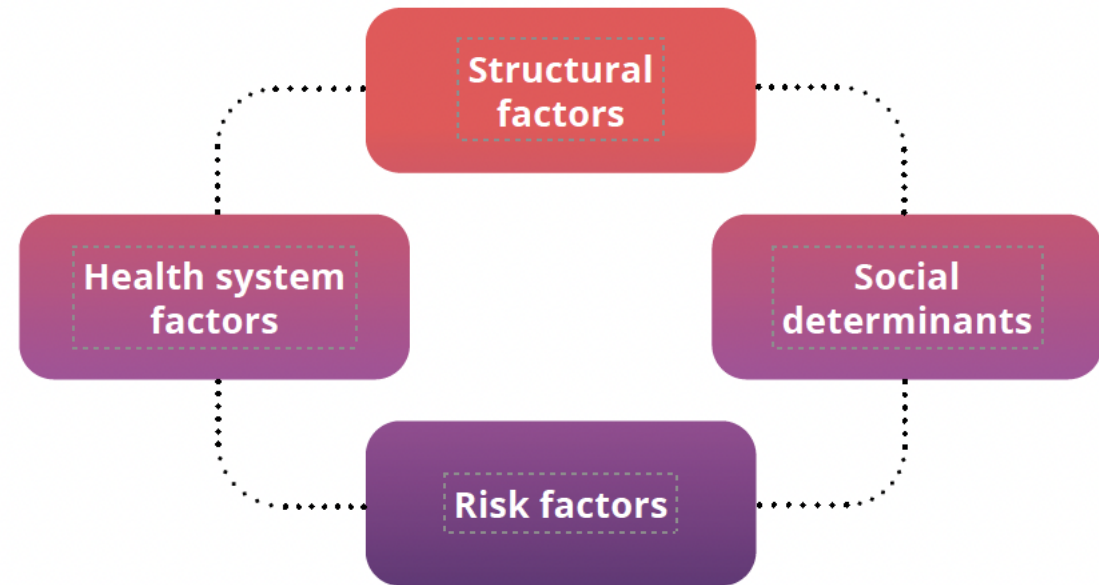 Structural
factors
Health system
factors
Social
determinants
Risk factors